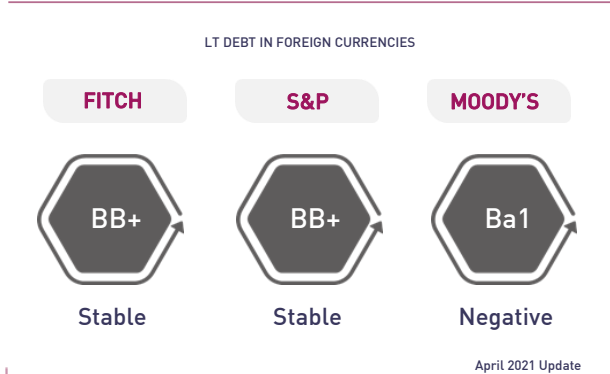 LT DEBT IN FOREIGN CURRENCIES
FITCH S&P MOODY'S
BB+ BB+ Ba1
Stable Stable Negative
April 2021 Update